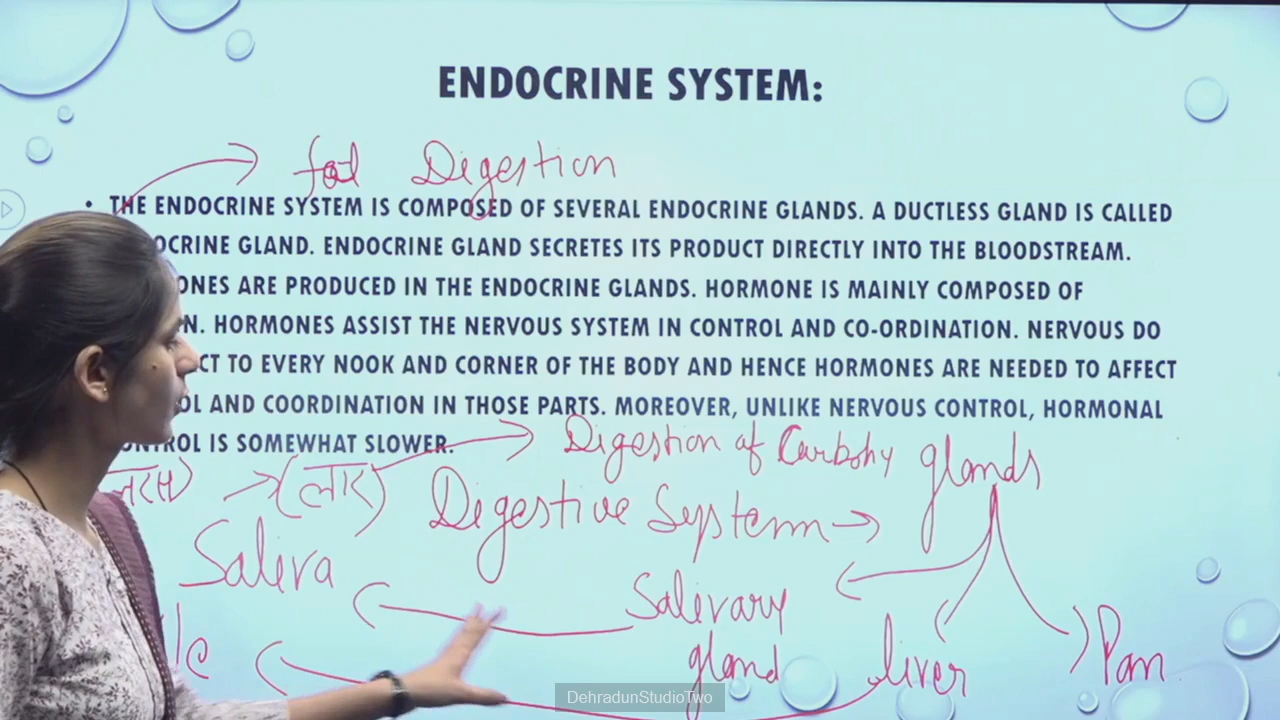 ENDOCRINE SYSTEM:
fat Digestion
• THE ENDOCRINE SYSTEM IS COMPOSED OF SEVERAL ENDOCRINE GLANDS. A DUCTLESS GLAND IS CALLED
OCRINE GLAND. ENDOCRINE GLAND SECRETES ITS PRODUCT DIRECTLY INTO THE BLOODSTREAM.
ONES ARE PRODUCED IN THE ENDOCRINE GLANDS. HORMONE IS MAINLY COMPOSED OF
N. HORMONES ASSIST THE NERVOUS SYSTEM IN CONTROL AND CO-ORDINATION. NERVOUS DO
CT TO EVERY NOOK AND CORNER OF THE BODY AND HENCE HORMONES ARE NEEDED TO AFFECT
OL AND COORDINATION IN THOSE PARTS. MOREOVER, UNLIKE NERVOUS CONTROL, HORMONAL
CONTROL IS SOMEWHAT SLOWER.
Digestion of Carbohy
(लार) Digestive System glands
Saliva
Salivary
gland liver Pan
DehradunStudioTwo